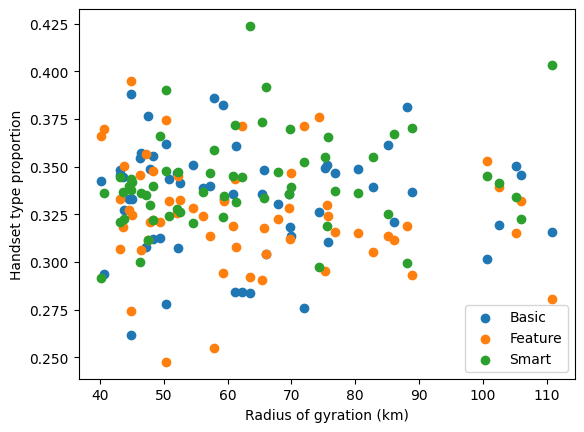 0.425
0.400
0.375
0.350
0.325
0.300
0.275
0.250
Handset type proportion
Basic
Feature
Smart
40 50 60 70 80 90 100 110
Radius of gyration (km)